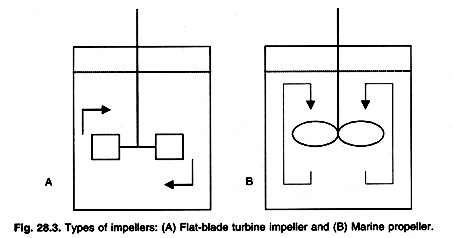 A
B
Fig. 28.3. Types of impellers: (A) Flat-blade turbine impeller and (B) Marine propeller.